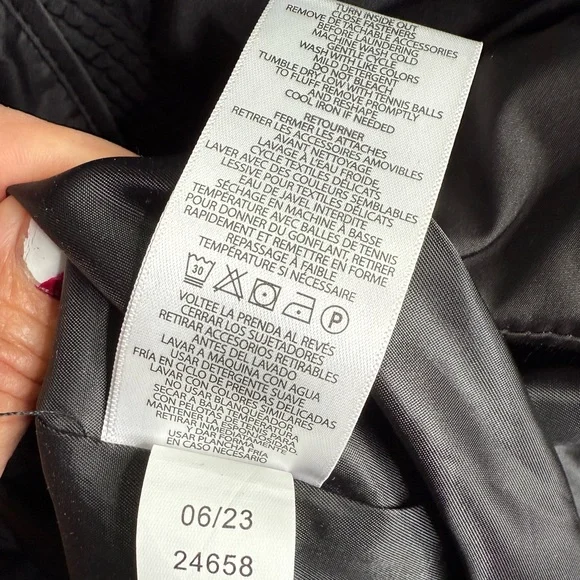 TURN INSIDE OUT
CLOSE FASTENERS
REMOVE DETACHABLE ACCESSORIES
BEFORE LAUNDERING
MACHINE WASH COLD
GENTLE CYCLE
WASH WITH LIKE COLORS
MILD DETERGENT
DO NOT BLEACH
TUMBLE DRY LOW WITH TENNIS BALLS
TO FLUFF, REMOVE PROMPTLY
AND RESHAPE
COOL IRON IF NEEDED
RETOURNER
FERMER LES ATTACHES
RETIRER LES ACCESSOIRES AMOVIBLES
AVANT NETTOYAGE
LAVAGE A L'EAU FROIDE
CYCLE TEXTILES DÉLICATS
LAVER AVEC DES COULEURS SEMBLABLES
LESSIVE POUR TEXTILES DÉLICATS
EAU DE JAVEL INTERDITE
SÉCHAGE EN MACHINE À BASSE
TEMPÉRATURE AVEC BALLES DE TENNIS
POUR DONNER DU GONFLANT, RETIRER
RAPIDEMENT ET REMETTRE EN FORME
REPASSAGE À FAIBLE
TEMPÉRATURE SI NÉCESSAIRE
30 P
VOLTEE LA PRENDA AL REVÉS
CERRAR LOS SUJETADORES
RETIRAR ACCESORIOS RETIRABLES
ANTES DEL LAVADO
LAVAR A MÁQUINA CON AGUA
FRÍA EN CICLO DE PRENDAS DELICADAS
USAR DETERGENTE SUAVE
LAVAR CON COLORES SIMILARES
NO USAR BLANQUEADOR
SECAR A BAJA TEMPERATURA
CON PELOTAS DE TENNIS PARA
MANTENER LA
RETIRAR INMEDIATAMENTE
Y DAR FORMA
USAR PLANCHA FRÍA
EN CASO NECESARIO
06/23
24658